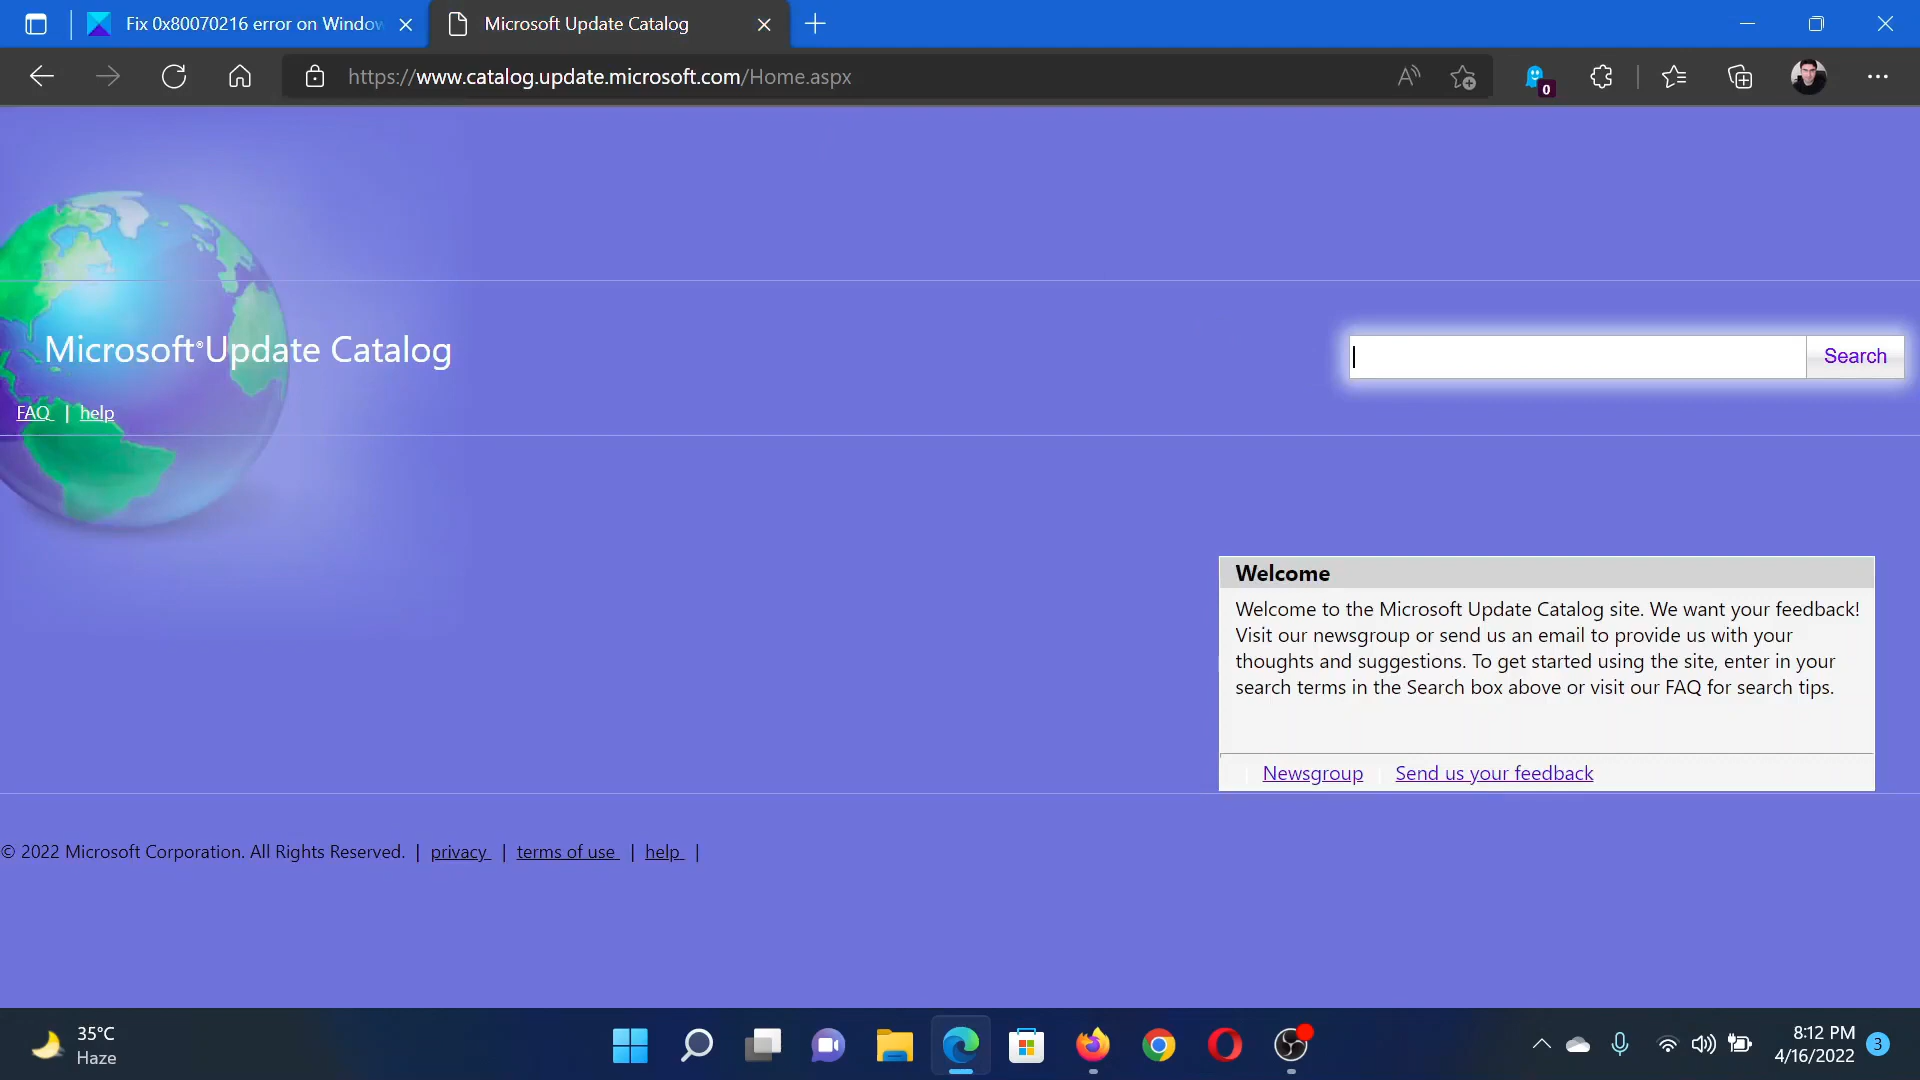 Fix 0x80070216 error on Windo
Microsoft Update Catalog
https://www.catalog.update.microsoft.com/Home.aspx
0
Microsoft®Update Catalog
Search
FAQ | help
Welcome
Welcome to the Microsoft Update Catalog site. We want your feedback!
Visit our newsgroup or send us an email to provide us with your
thoughts and suggestions. To get started using the site, enter in your
search terms in the Search box above or visit our FAQ for search tips.
Newsgroup | Send us your feedback
© 2022 Microsoft Corporation. All Rights Reserved. | privacy | terms of use | help |
35°C
Haze
8:12 PM
4/16/2022
3